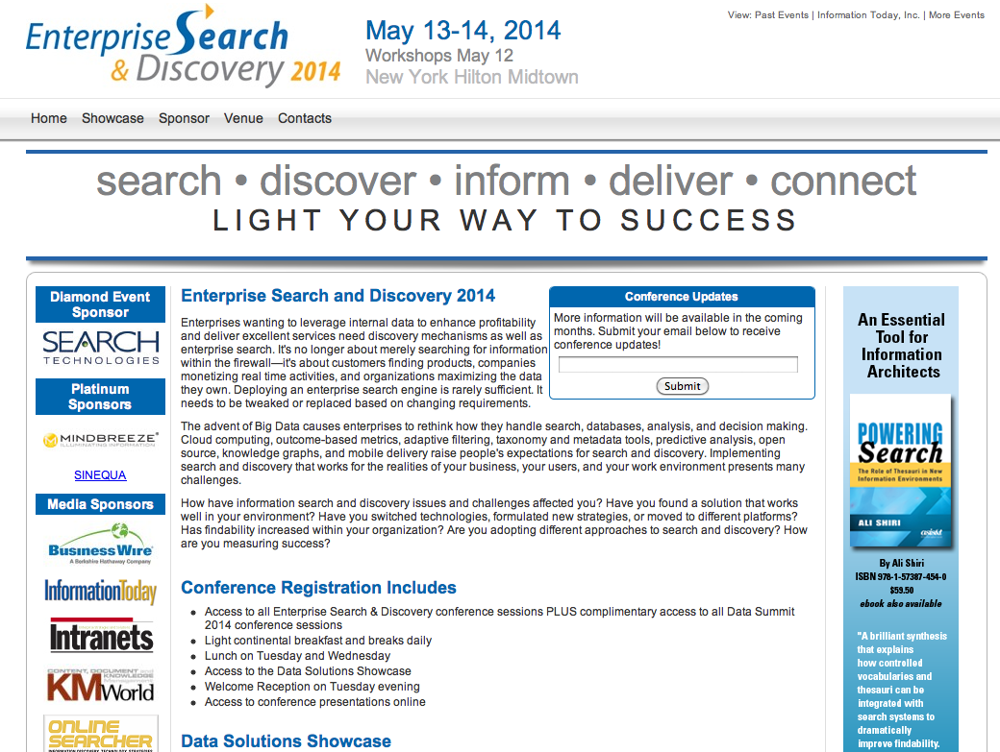 View: Past Events | Information Today, Inc. | More Events
Enterprise Search
& Discovery 2014
May 13-14, 2014
Workshops May 12
New York Hilton Midtown
Home Showcase Sponsor Venue Contacts
search • discover • inform • deliver • connect
LIGHT YOUR WAY TO SUCCESS
Diamond Event
Sponsor
SEARCH
TECHNOLOGIES
Platinum
Sponsors
MINDBREEZE
ILLUMINATING INFORMATION
SINEQUA
Media Sponsors
BUSINESS WIRE
A Berkshire Hathaway Company
InformationToday
Intranets
CONTENT, DOCUMENT and KNOWLEDGE
Management
KMWorld
ONLINE
SEARCHER
INFORMATION DISCOVERY, TECHNOLOGY, STRATEGIES
Enterprise Search and Discovery 2014
Enterprises wanting to leverage internal data to enhance profitability
and deliver excellent services need discovery mechanisms as well as
enterprise search. It's no longer about merely searching for information
within the firewall—it's about customers finding products, companies
monetizing real time activities, and organizations maximizing the data
they own. Deploying an enterprise search engine is rarely sufficient. It
needs to be tweaked or replaced based on changing requirements.
Conference Updates
More information will be available in the coming
months. Submit your email below to receive
conference updates!
Submit
The advent of Big Data causes enterprises to rethink how they handle search, databases, analysis, and decision making.
Cloud computing, outcome-based metrics, adaptive filtering, taxonomy and metadata tools, predictive analysis, open
source, knowledge graphs, and mobile delivery raise people's expectations for search and discovery. Implementing
search and discovery that works for the realities of your business, your users, and your work environment presents many
challenges.
How have information search and discovery issues and challenges affected you? Have you found a solution that works
well in your environment? Have you switched technologies, formulated new strategies, or moved to different platforms?
Has findability increased within your organization? Are you adopting different approaches to search and discovery? How
are you measuring success?
Conference Registration Includes
• Access to all Enterprise Search & Discovery conference sessions PLUS complimentary access to all Data Summit
2014 conference sessions
• Light continental breakfast and breaks daily
• Lunch on Tuesday and Wednesday
• Access to the Data Solutions Showcase
• Welcome Reception on Tuesday evening
• Access to conference presentations online
Data Solutions Showcase
An Essential
Tool for
Information
Architects
POWERING
Search
The Role of Thesauri in New
Information Environments
ALI SHIRI
asis&t
By Ali Shiri
ISBN 978-1-57387-454-0
$59.50
ebook also available
"A brilliant synthesis
that explains
how controlled
vocabularies and
thesauri can be
integrated with
search systems to
dramatically
improve findability.